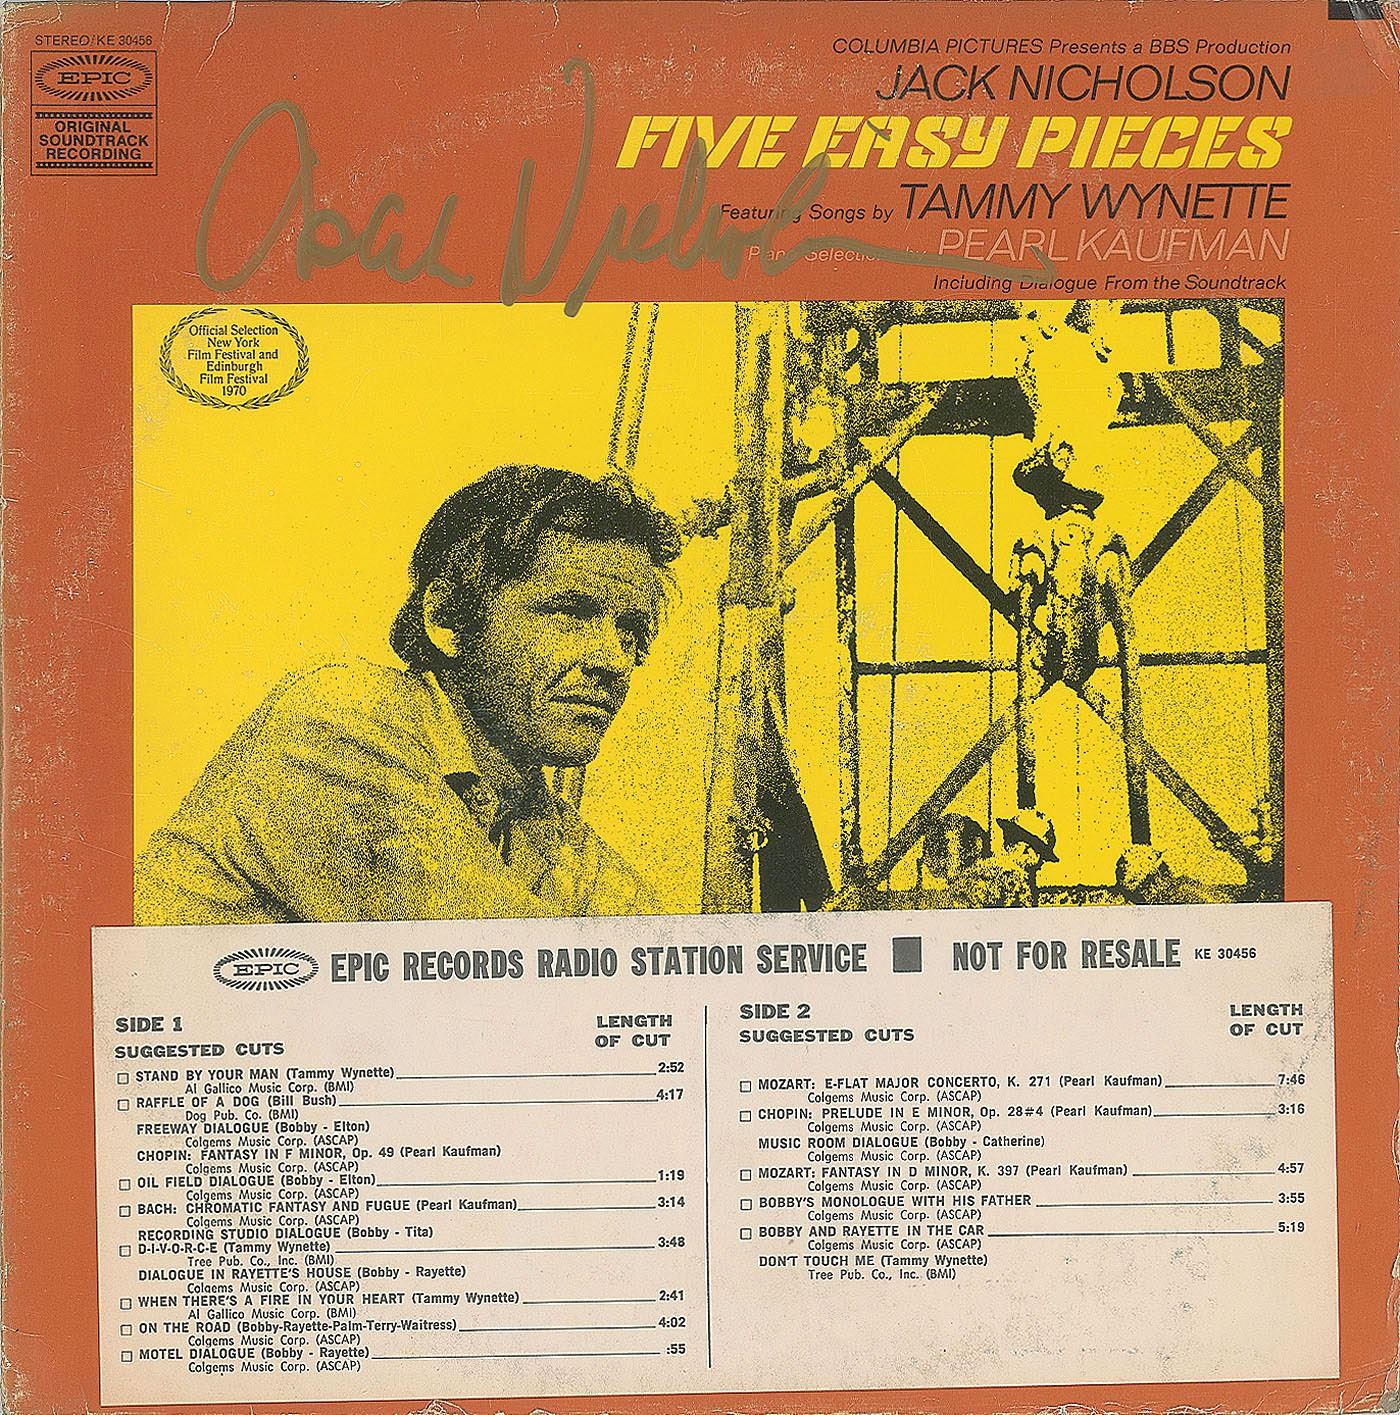 STEREO/KE 30456
EPIC
ORIGINAL
SOUNDTRACK
RECORDING
COLUMBIA PICTURES Presents a BBS Production
JACK NICHOLSON
FIVE EASY PIECES
Featuring Songs by TAMMY WYNETTE
Piano Selections by PEARL KAUFMAN
Including Dialogue From the Soundtrack
Jack Nicholson
Official Selection
New York
Film Festival and
Edinburgh
Film Festival
1970
EPIC EPIC RECORDS RADIO STATION SERVICE NOT FOR RESALE KE 30456
SIDE 1
LENGTH
OF CUT
SUGGESTED CUTS
STAND BY YOUR MAN (Tammy Wynette) 2:52
Al Gallico Music Corp. (BMI)
RAFFLE OF A DOG (Bill Bush) 4:17
Dog Pub. Co. (BMI)
FREEWAY DIALOGUE (Bobby - Elton)
Colgems Music Corp. (ASCAP)
CHOPIN: FANTASY IN F MINOR, Op. 49 (Pearl Kaufman)
Colgems Music Corp. (ASCAP)
OIL FIELD DIALOGUE (Bobby - Elton) 1:19
Colgems Music Corp. (ASCAP)
BACH: CHROMATIC FANTASY AND FUGUE (Pearl Kaufman) 3:14
Colgems Music Corp. (ASCAP)
RECORDING STUDIO DIALOGUE (Bobby - Tita)
D-I-V-O-R-C-E (Tammy Wynette) 3:48
Tree Pub. Co., Inc. (BMI)
DIALOGUE IN RAYETTE'S HOUSE (Bobby - Rayette)
Colgems Music Corp. (ASCAP)
WHEN THERE'S A FIRE IN YOUR HEART (Tammy Wynette) 2:41
Al Gallico Music Corp. (BMI)
ON THE ROAD (Bobby-Rayette-Palm-Terry-Waitress) 4:02
Colgems Music Corp. (ASCAP)
MOTEL DIALOGUE (Bobby - Rayette) :55
Colgems Music Corp. (ASCAP)
SIDE 2
LENGTH
OF CUT
SUGGESTED CUTS
MOZART: E-FLAT MAJOR CONCERTO, K. 271 (Pearl Kaufman) 7:46
Colgems Music Corp. (ASCAP)
CHOPIN: PRELUDE IN E MINOR, Op. 28#4 (Pearl Kaufman) 3:16
Colgems Music Corp. (ASCAP)
MUSIC ROOM DIALOGUE (Bobby - Catherine)
Colgems Music Corp. (ASCAP)
MOZART: FANTASY IN D MINOR, K. 397 (Pearl Kaufman) 4:57
Colgems Music Corp. (ASCAP)
BOBBY'S MONOLOGUE WITH HIS FATHER 3:55
Colgems Music Corp. (ASCAP)
BOBBY AND RAYETTE IN THE CAR 5:19
Colgems Music Corp. (ASCAP)
DON'T TOUCH ME (Tammy Wynette)
Tree Pub. Co., Inc. (BMI)